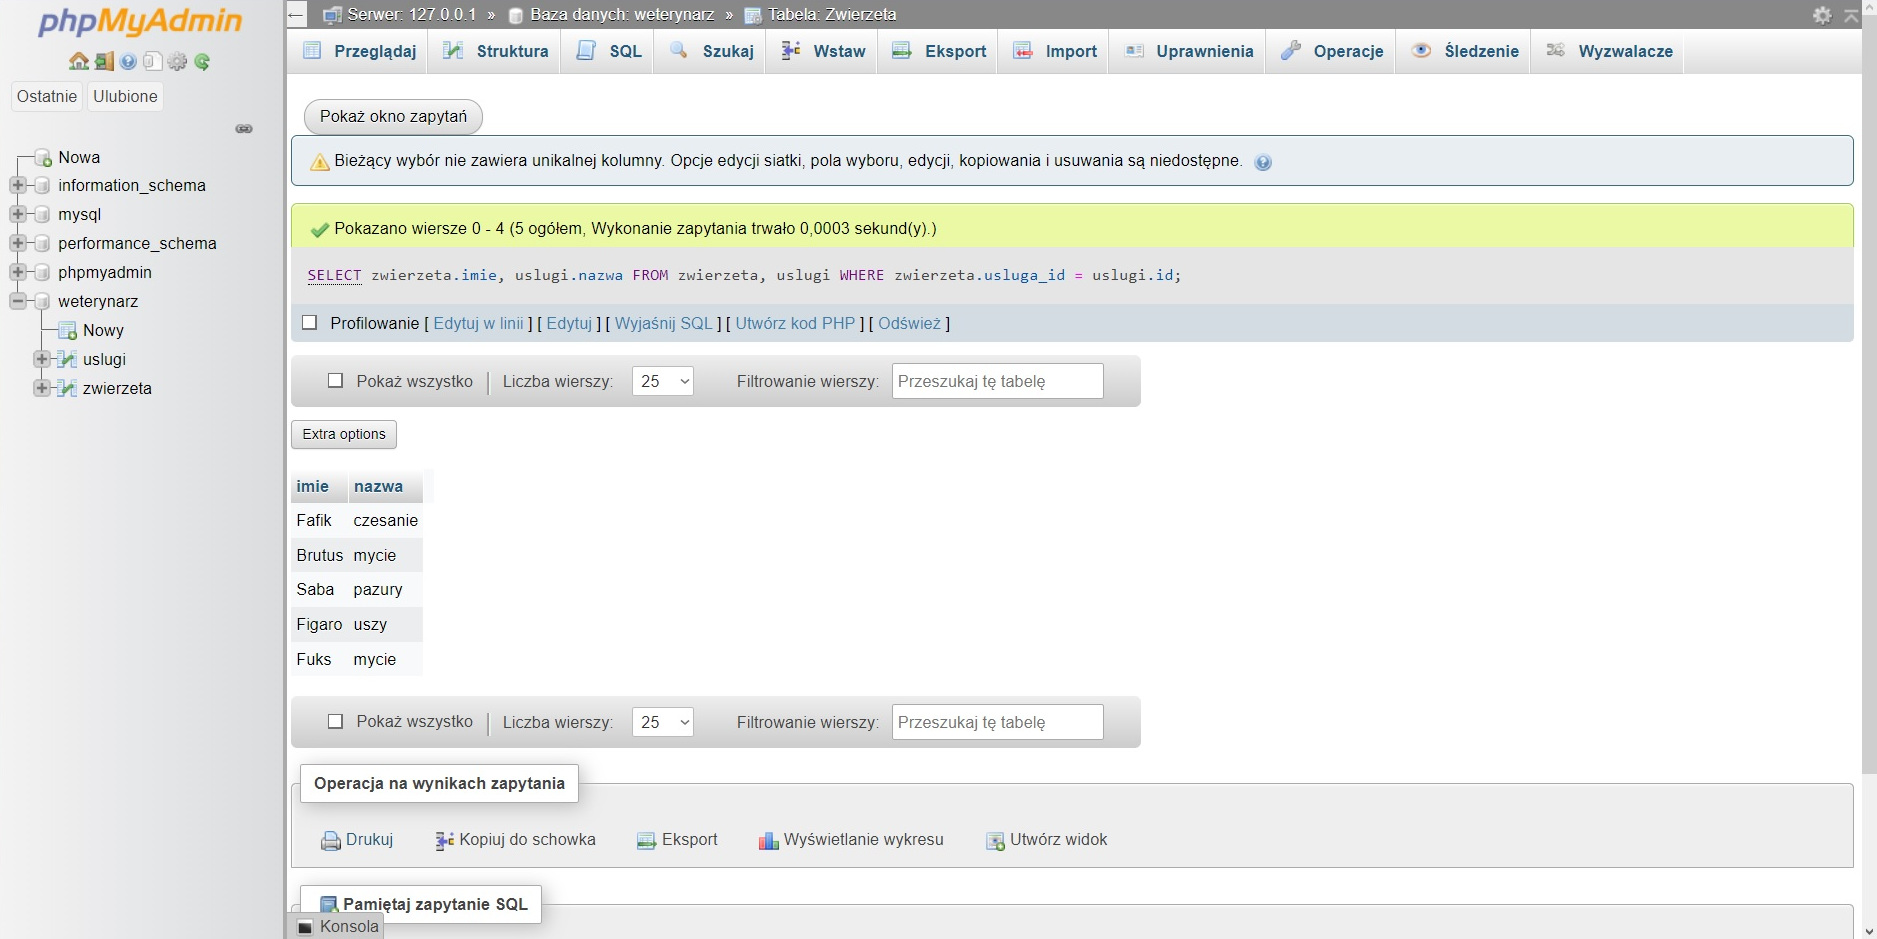 phpMyAdmin
Ostatnie Ulubione
Nowa
information_schema
mysql
performance_schema
phpmyadmin
weterynarz
Nowy
uslugi
zwierzeta
Serwer: 127.0.0.1 » Baza danych: weterynarz » Tabela: Zwierzeta
Przeglądaj Struktura SQL Szukaj Wstaw Eksport Import Uprawnienia Operacje Śledzenie Wyzwalacze
Pokaż okno zapytań
Bieżący wybór nie zawiera unikalnej kolumny. Opcje edycji siatki, pola wyboru, edycji, kopiowania i usuwania są niedostępne.
Pokazano wiersze 0 - 4 (5 ogółem, Wykonanie zapytania trwało 0,0003 sekund(y).)
SELECT zwierzeta.imie, uslugi.nazwa FROM zwierzeta, uslugi WHERE zwierzeta.usluga_id = uslugi.id;
Profilowanie [ Edytuj w linii ] [ Edytuj ] [ Wyjaśnij SQL ] [ Utwórz kod PHP ] [ Odśwież ]
Pokaż wszystko | Liczba wierszy: 25 Filtrowanie wierszy: Przeszukaj tę tabelę
Extra options
imie nazwa
Fafik czesanie
Brutus mycie
Saba pazury
Figaro uszy
Fuks mycie
Pokaż wszystko | Liczba wierszy: 25 Filtrowanie wierszy: Przeszukaj tę tabelę
Operacja na wynikach zapytania
Drukuj Kopiuj do schowka Eksport Wyświetlanie wykresu Utwórz widok
Pamiętaj zapytanie SQL
Konsola